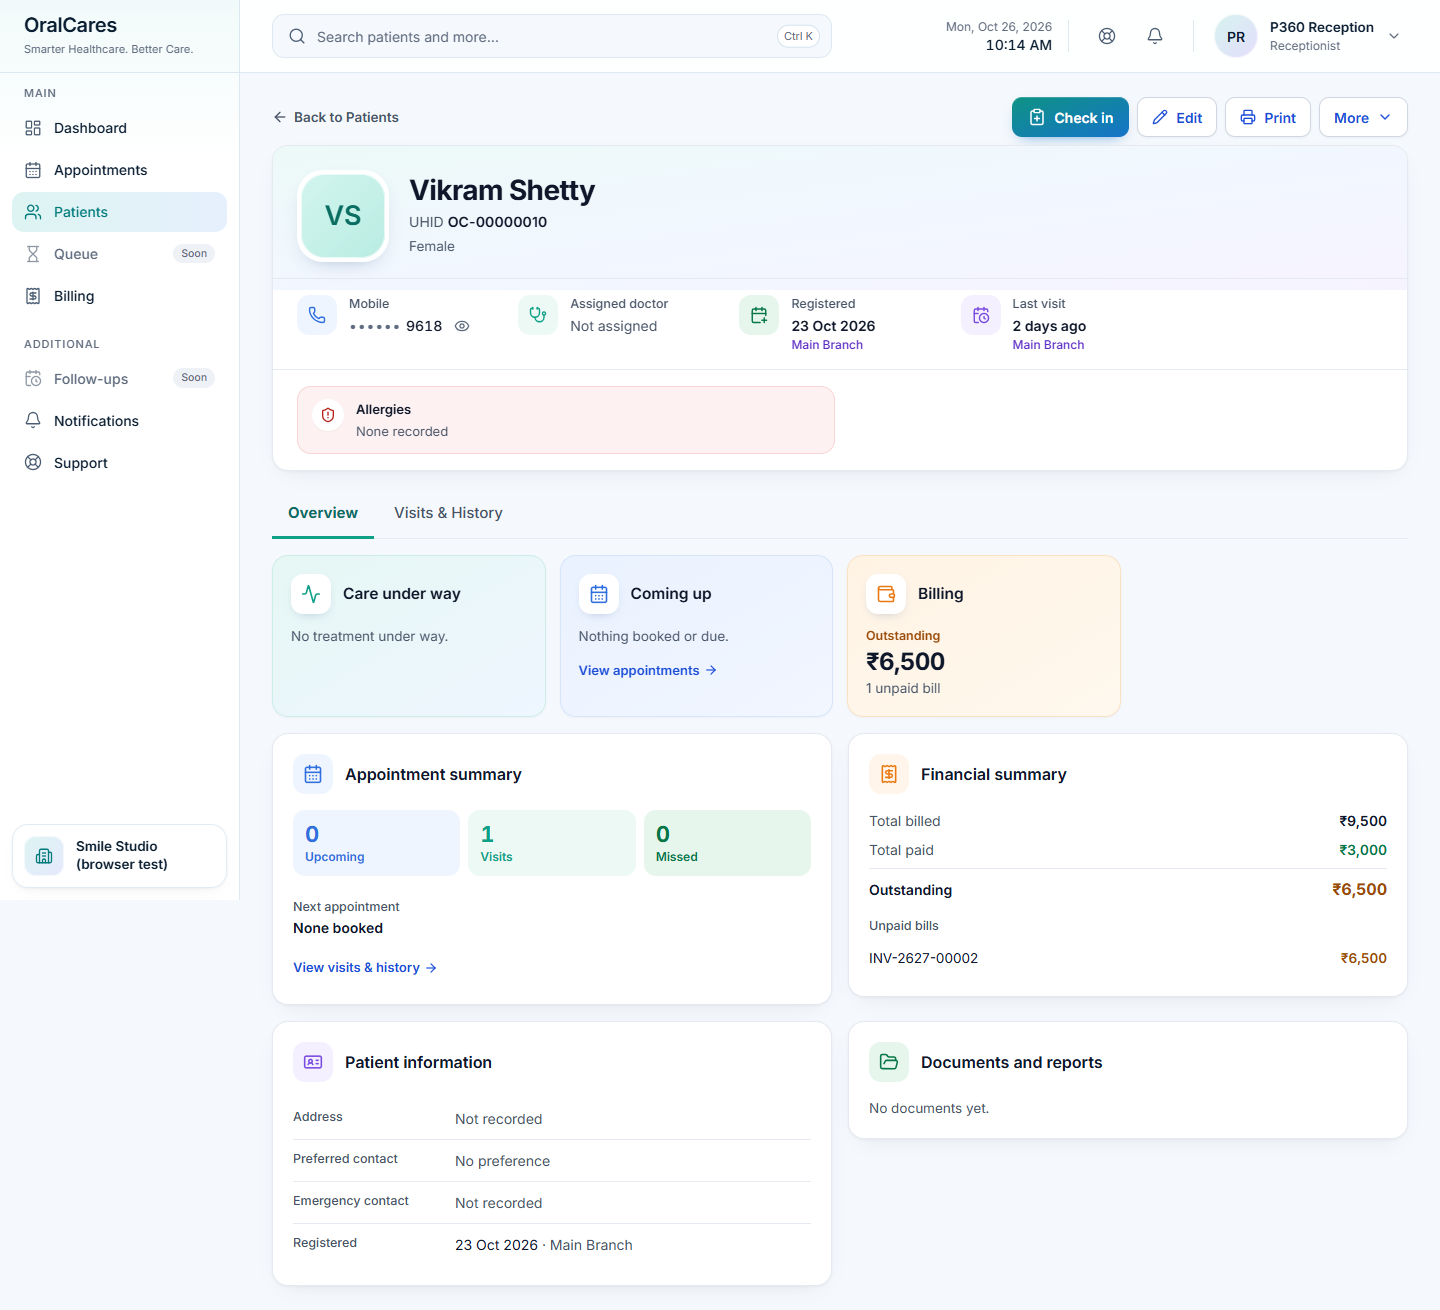 OralCares
Smarter Healthcare. Better Care.
Search patients and more...
Ctrl K
Mon, Oct 26, 2026
10:14 AM
PR
P360 Reception
Receptionist
MAIN
Dashboard
Appointments
Patients
Queue
Soon
Billing
ADDITIONAL
Follow-ups
Soon
Notifications
Support
Smile Studio
(browser test)
Back to Patients
Check in
Edit
Print
More
VS
Vikram Shetty
UHID OC-00000010
Female
Mobile
•••••• 9618
Assigned doctor
Not assigned
Registered
23 Oct 2026
Main Branch
Last visit
2 days ago
Main Branch
Allergies
None recorded
Overview
Visits & History
Care under way
No treatment under way.
Coming up
Nothing booked or due.
View appointments →
Billing
Outstanding
₹6,500
1 unpaid bill
Appointment summary
0
Upcoming
1
Visits
0
Missed
Next appointment
None booked
View visits & history →
Financial summary
Total billed ₹9,500
Total paid ₹3,000
Outstanding ₹6,500
Unpaid bills
INV-2627-00002 ₹6,500
Patient information
Address Not recorded
Preferred contact No preference
Emergency contact Not recorded
Registered 23 Oct 2026 · Main Branch
Documents and reports
No documents yet.